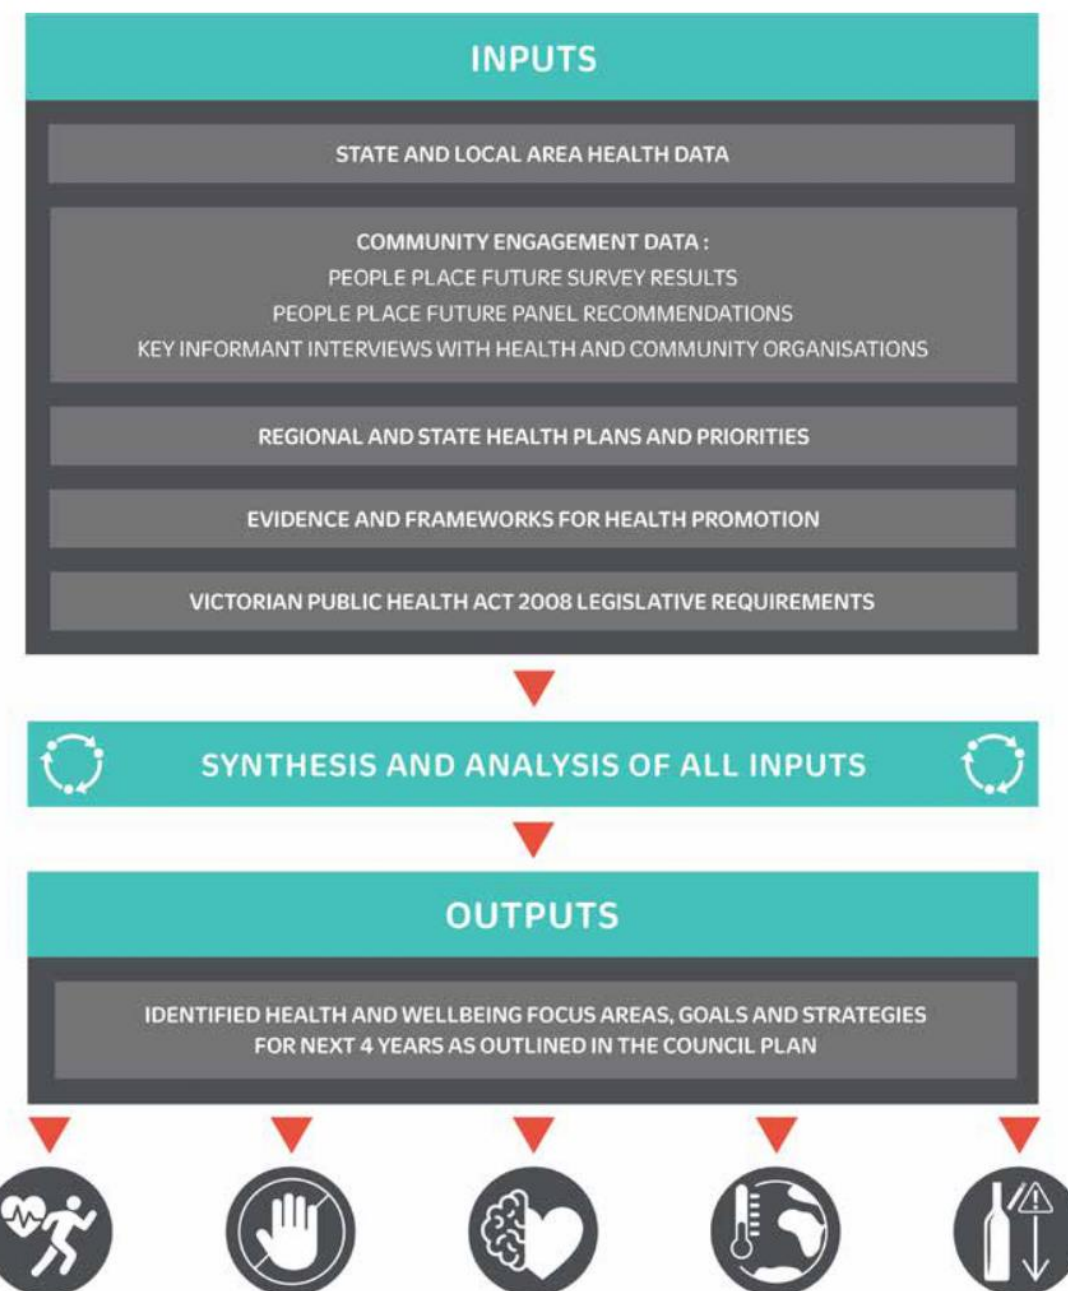 INPUTS
STATE AND LOCAL AREA HEALTH DATA
COMMUNITY ENGAGEMENT DATA :
PEOPLE PLACE FUTURE SURVEY RESULTS
PEOPLE PLACE FUTURE PANEL RECOMMENDATIONS
KEY INFORMANT INTERVIEWS WITH HEALTH AND COMMUNITY ORGANISATIONS
REGIONAL AND STATE HEALTH PLANS AND PRIORITIES
EVIDENCE AND FRAMEWORKS FOR HEALTH PROMOTION
VICTORIAN PUBLIC HEALTH ACT 2008 LEGISLATIVE REQUIREMENTS
SYNTHESIS AND ANALYSIS OF ALL INPUTS
OUTPUTS
IDENTIFIED HEALTH AND WELLBEING FOCUS AREAS, GOALS AND STRATEGIES
FOR NEXT 4 YEARS AS OUTLINED IN THE COUNCIL PLAN